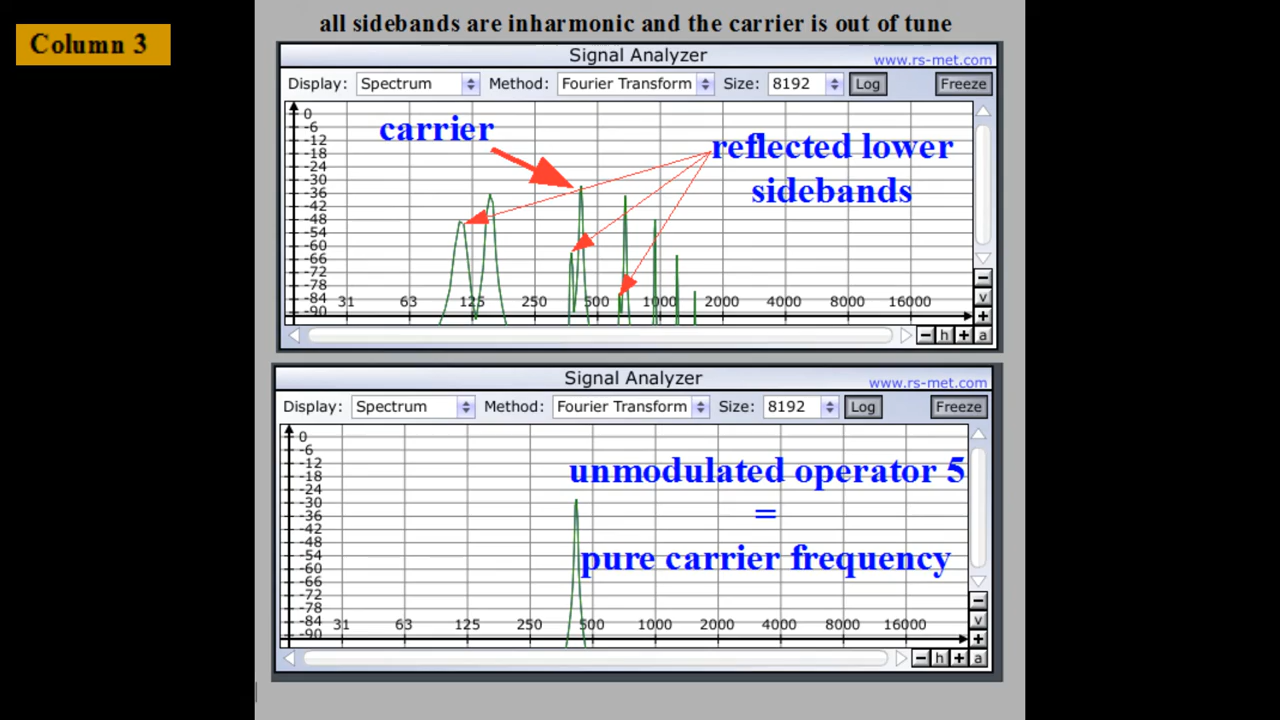 all sidebands are inharmonic and the carrier is out of tune
Column 3
Signal Analyzer
www.rs-met.com
Display: Spectrum Method: Fourier Transform Size: 8192 Log Freeze
0
-6
-12
-18
-24
-30
-36
-42
-48
-54
-60
-66
-72
-78
-84
-90
carrier
reflected lower
sidebands
31 63 125 250 500 1000 2000 4000 8000 16000
- v +
- h + a
Signal Analyzer
www.rs-met.com
Display: Spectrum Method: Fourier Transform Size: 8192 Log Freeze
0
-6
-12
-18
-24
-30
-36
-42
-48
-54
-60
-66
-72
-78
-84
-90
unmodulated operator 5
=
pure carrier frequency
31 63 125 250 500 1000 2000 4000 8000 16000
- v +
- h + a